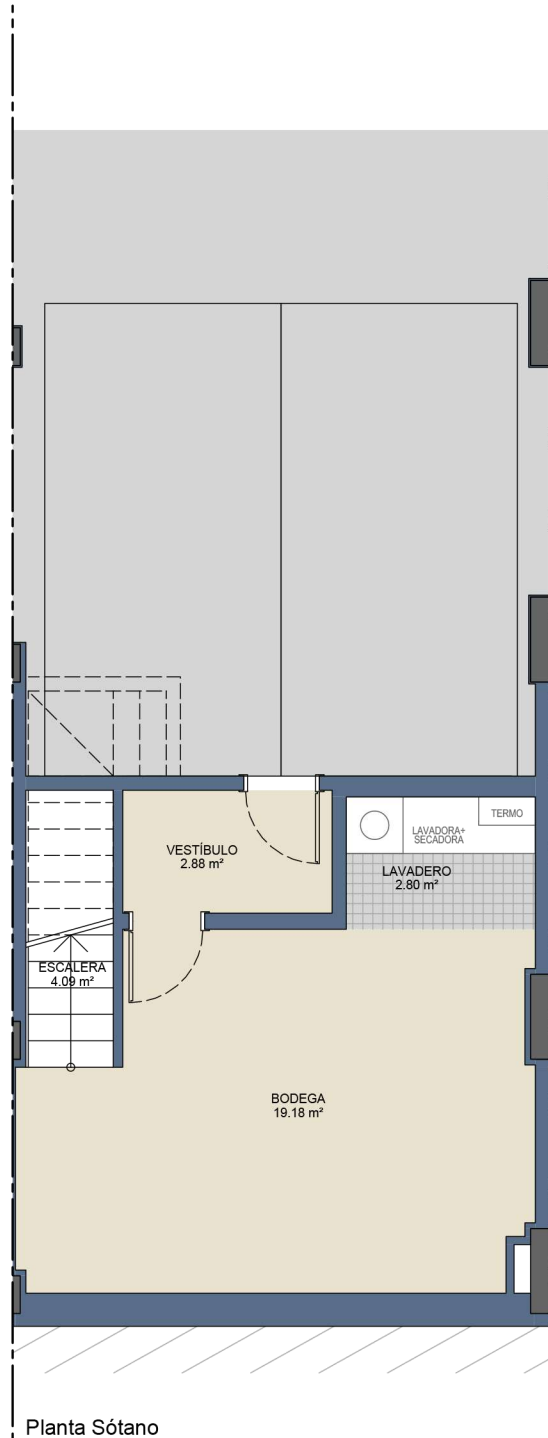 VESTÍBULO
2.88 m²
LAVADORA+
SECADORA
TERMO
LAVADERO
2.80 m²
ESCALERA
4.09 m²
BODEGA
19.18 m²
Planta Sótano